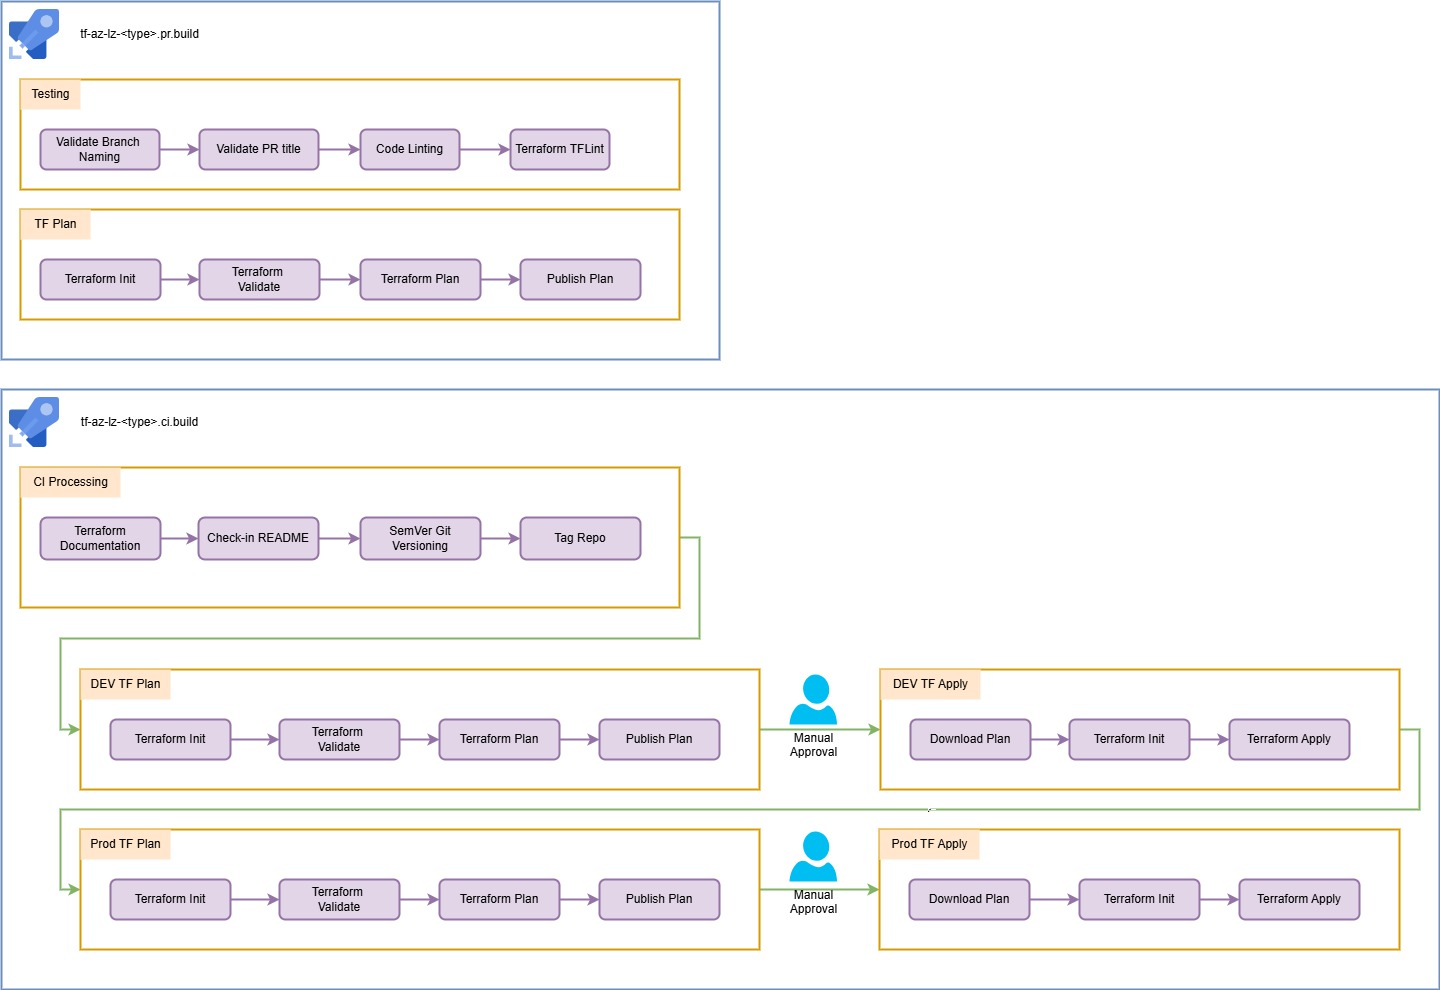 tf-az-lz-<type>.pr.build
Testing
Validate Branch
Naming
Validate PR title
Code Linting
Terraform TFLint
TF Plan
Terraform Init
Terraform
Validate
Terraform Plan
Publish Plan
tf-az-lz-<type>.ci.build
CI Processing
Terraform
Documentation
Check-in README
SemVer Git
Versioning
Tag Repo
DEV TF Plan
Terraform Init
Terraform
Validate
Terraform Plan
Publish Plan
Manual
Approval
DEV TF Apply
Download Plan
Terraform Init
Terraform Apply
Prod TF Plan
Terraform Init
Terraform
Validate
Terraform Plan
Publish Plan
Manual
Approval
Prod TF Apply
Download Plan
Terraform Init
Terraform Apply